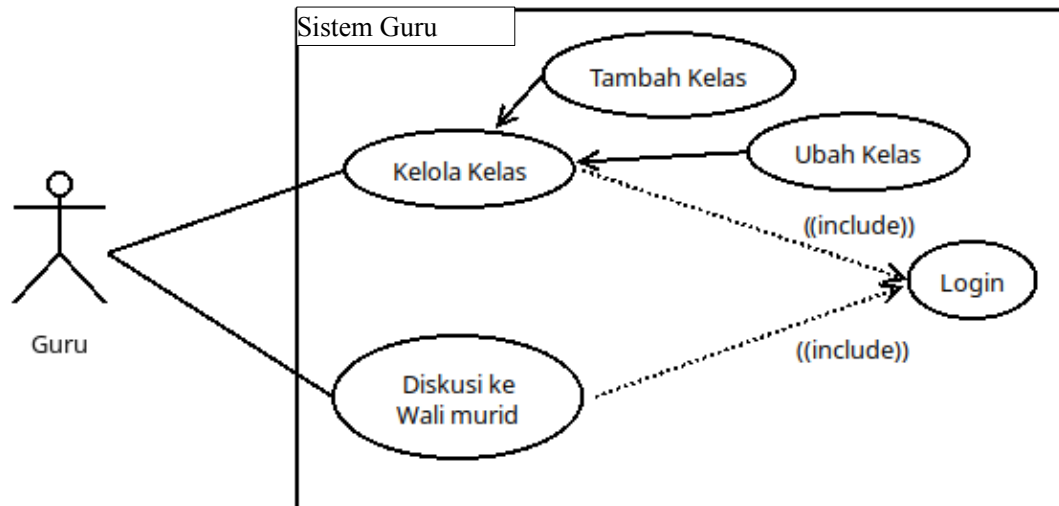 Sistem Guru
Tambah Kelas
Kelola Kelas
Ubah Kelas
((include))
Login
Guru
((include))
Diskusi ke
Wali murid